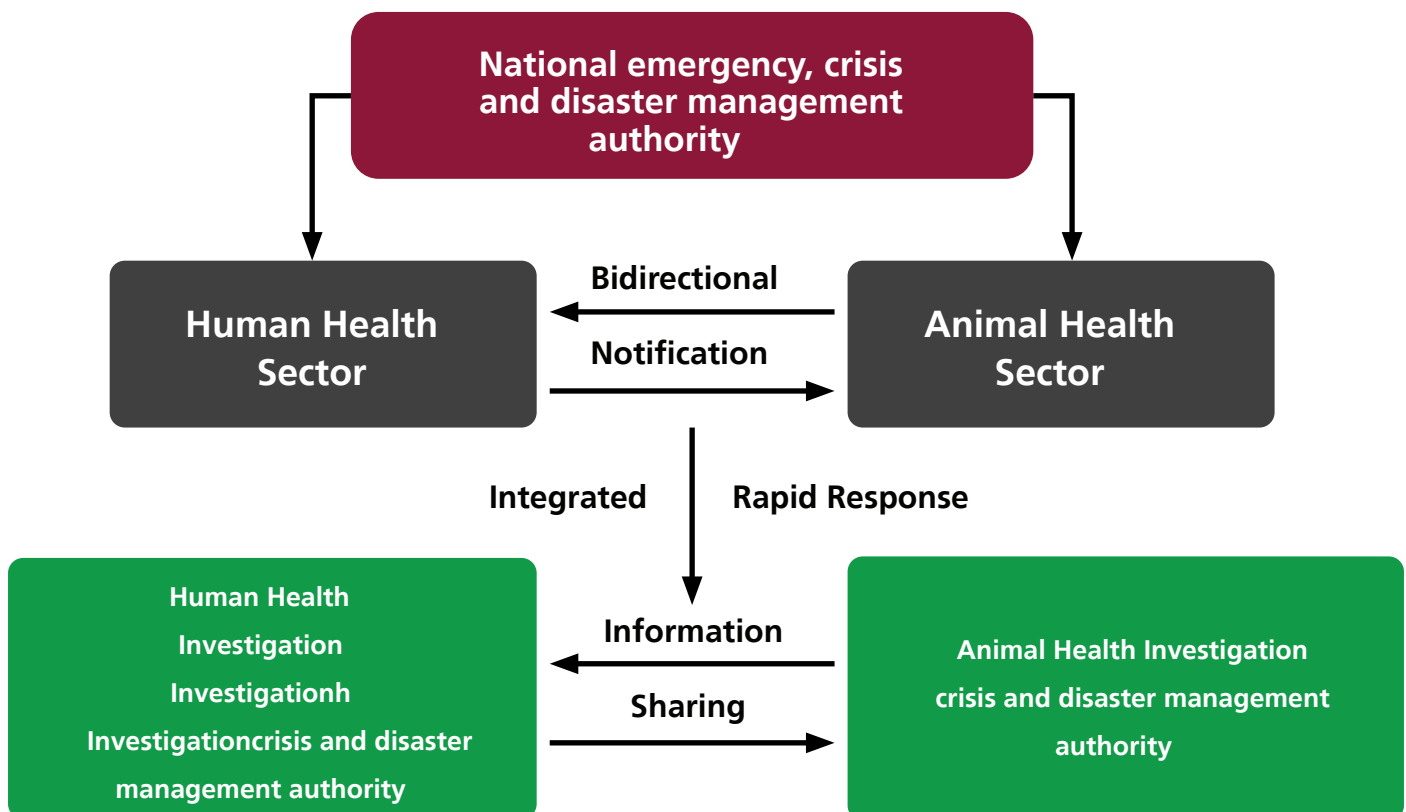 National emergency, crisis
and disaster management
authority
Human Health
Sector
Bidirectional
Notification
Animal Health
Sector
Integrated
Rapid Response
Human Health
Investigation
Investigationh
Investigationcrisis and disaster
management authority
Information
Sharing
Animal Health Investigation
crisis and disaster management
authority